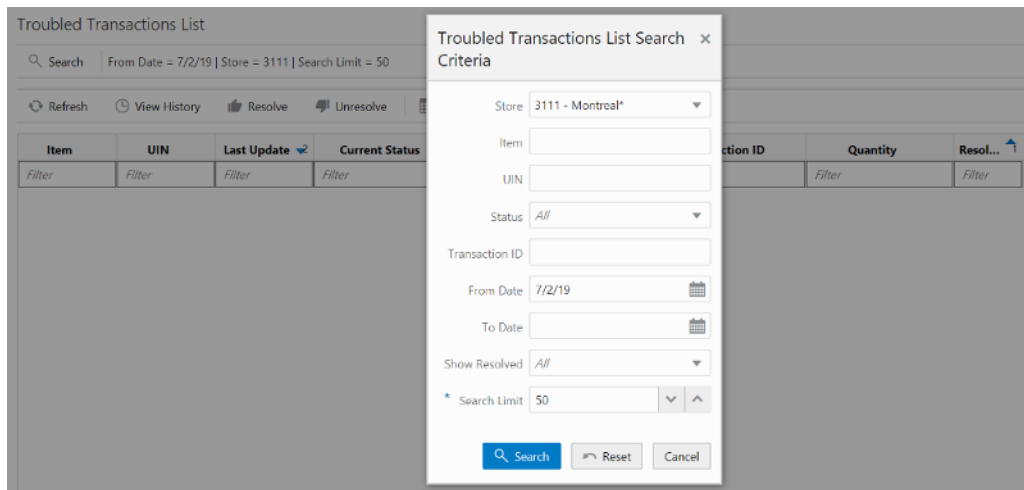 Troubled Transactions List
Search From Date = 7/2/19 | Store = 3111 | Search Limit = 50
Refresh View History Resolve Unresolve
Item UIN Last Update 2 Current Status ction ID Quantity Resol... 1
Filter Filter Filter Filter Filter Filter
Troubled Transactions List Search
Criteria
Store 3111 - Montreal*
Item
UIN
Status All
Transaction ID
From Date 7/2/19
To Date
Show Resolved All
* Search Limit 50
Search Reset Cancel